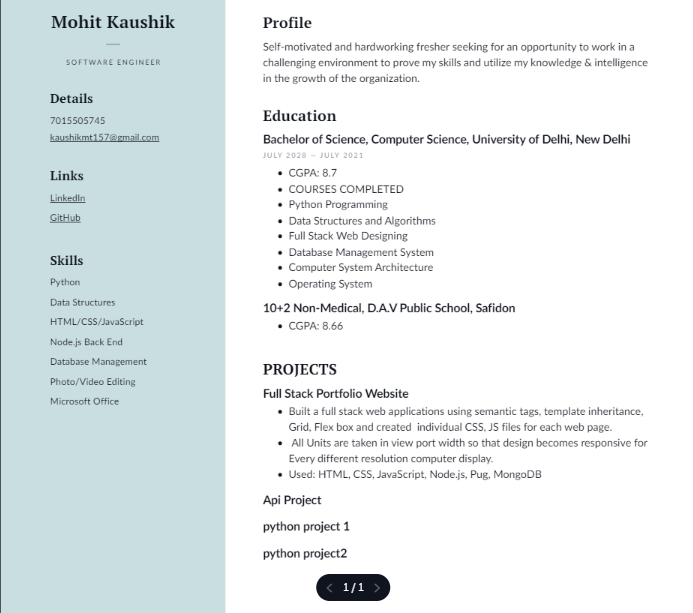 Mohit Kaushik
SOFTWARE ENGINEER
Details
7015505745
kaushikmt157@gmail.com
Links
LinkedIn
GitHub
Skills
Python
Data Structures
HTML/CSS/JavaScript
Node.js Back End
Database Management
Photo/Video Editing
Microsoft Office
Profile
Self-motivated and hardworking fresher seeking for an opportunity to work in a
challenging environment to prove my skills and utilize my knowledge & intelligence
in the growth of the organization.
Education
Bachelor of Science, Computer Science, University of Delhi, New Delhi
JULY 2028 — JULY 2021
• CGPA: 8.7
• COURSES COMPLETED
• Python Programming
• Data Structures and Algorithms
• Full Stack Web Designing
• Database Management System
• Computer System Architecture
• Operating System
10+2 Non-Medical, D.A.V Public School, Safidon
• CGPA: 8.66
PROJECTS
Full Stack Portfolio Website
• Built a full stack web applications using semantic tags, template inheritance,
Grid, Flex box and created individual CSS, JS files for each web page.
• All Units are taken in view port width so that design becomes responsive for
Every different resolution computer display.
• Used: HTML, CSS, JavaScript, Node.js, Pug, MongoDB
Api Project
python project 1
python project2
1 / 1